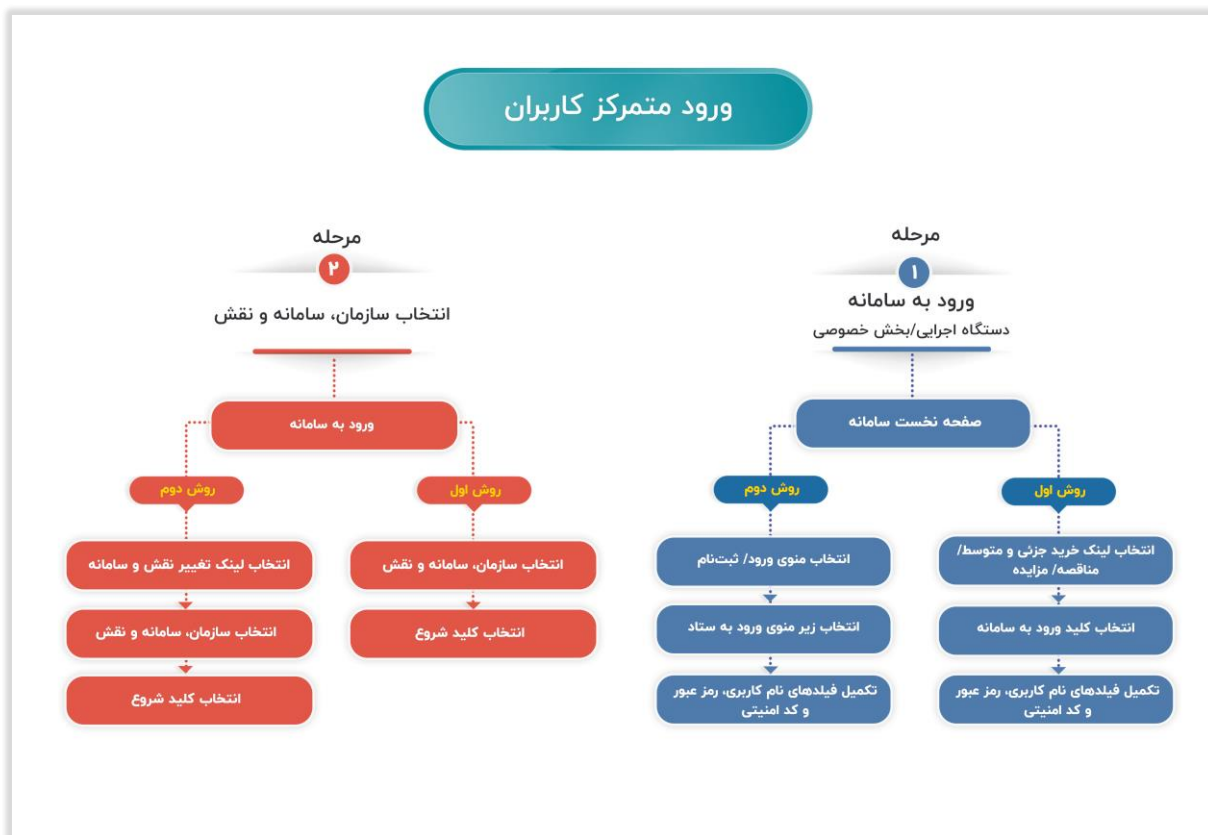 ورود متمرکز کاربران
مرحله
۱
ورود به سامانه
دستگاه اجرایی/بخش خصوصی
صفحه نخست سامانه
روش اول
انتخاب لینک خرید جزئی و متوسط/
مناقصه/ مزایده
انتخاب کلید ورود به سامانه
تکمیل فیلدهای نام کاربری، رمز عبور
و کد امنیتی
روش دوم
انتخاب منوی ورود/ ثبت‌نام
انتخاب زیر منوی ورود به ستاد
تکمیل فیلدهای نام کاربری، رمز عبور
و کد امنیتی
مرحله
۲
انتخاب سازمان، سامانه و نقش
ورود به سامانه
روش اول
انتخاب سازمان، سامانه و نقش
انتخاب کلید شروع
روش دوم
انتخاب لینک تغییر نقش و سامانه
انتخاب سازمان، سامانه و نقش
انتخاب کلید شروع